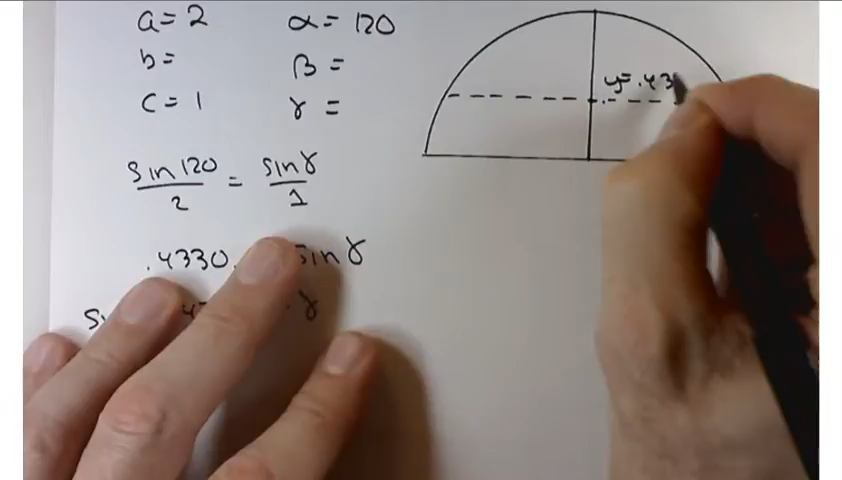 a = 2
α = 120
b =
β =
c = 1
γ =
sin 120 / 2 = sin γ / 1
.4330. sin γ
γ
y = .43